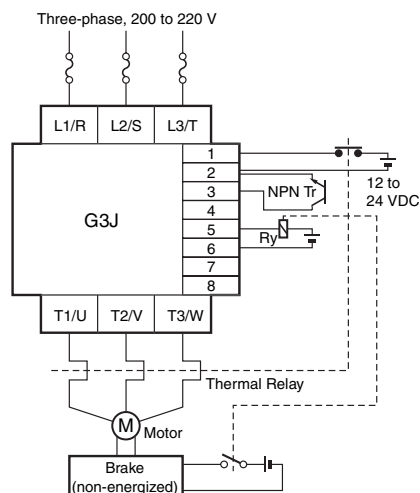 Three-phase, 200 to 220 V
L1/R L2/S L3/T
1
2
3
4
5
6
7
8
G3J
NPN Tr
12 to
24 VDC
Ry
T1/U T2/V T3/W
Thermal Relay
M
Motor
Brake
(non-energized)